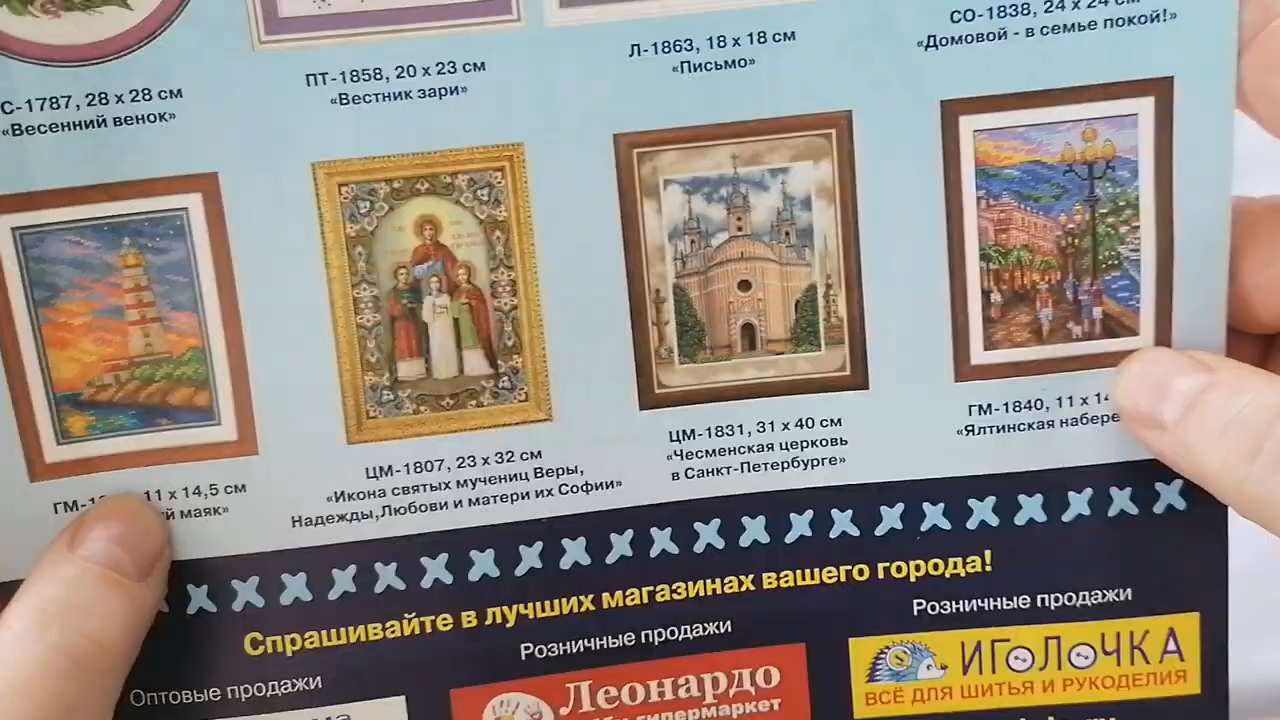 С-1787, 28 х 28 см
«Весенний венок»
ПТ-1858, 20 х 23 см
«Вестник зари»
Л-1863, 18 х 18 см
«Письмо»
СО-1838, 24 х 24 см
«Домовой - в семье покой!»
ГМ- 11 х 14,5 см
маяк»
ЦМ-1807, 23 х 32 см
«Икона святых мучениц Веры,
Надежды,Любови и матери их Софии»
ЦМ-1831, 31 х 40 см
«Чесменская церковь
в Санкт-Петербурге»
ГМ-1840, 11 х
«Ялтинская
Спрашивайте в лучших магазинах вашего города!
Оптовые продажи
Розничные продажи
Леонардо
гипермаркет
Розничные продажи
ИГОЛОЧКА
ВСЁ ДЛЯ ШИТЬЯ И РУКОДЕЛИЯ